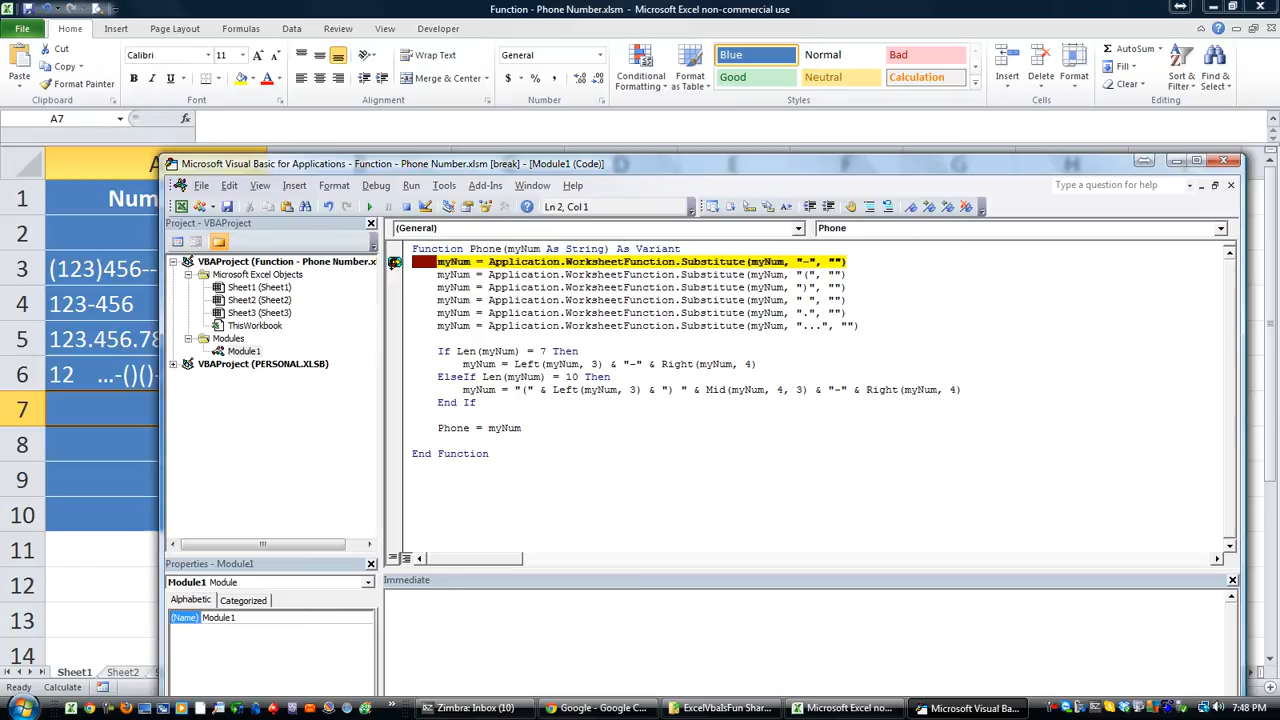 Function - Phone Number.xlsm - Microsoft Excel non-commercial use
File Home Insert Page Layout Formulas Data Review View Developer
Paste Cut Copy Format Painter Clipboard
Calibri 11 Font
Wrap Text Merge & Center Alignment
General Number
Conditional Formatting Format as Table
Blue Normal Bad
Good Neutral Calculation
Styles
Insert Delete Format Cells
AutoSum Fill Clear Sort & Filter Find & Select Editing
A7 fx
1 Num
2
3 (123)456--
4 123-456
5 123.456.78
6 12 ...-()()-
7
8
9
10
11
12
13
14
D E F G H
Microsoft Visual Basic for Applications - Function - Phone Number.xlsm [break] - [Module1 (Code)]
File Edit View Insert Format Debug Run Tools Add-Ins Window Help Type a question for help
Ln 2, Col 1
Project - VBAProject
VBAProject (Function - Phone Number.x
Microsoft Excel Objects
Sheet1 (Sheet1)
Sheet2 (Sheet2)
Sheet3 (Sheet3)
ThisWorkbook
Modules
Module1
VBAProject (PERSONAL.XLSB)
Properties - Module1
Module1 Module
Alphabetic Categorized
(Name) Module1
(General) Phone
Function Phone(myNum As String) As Variant
myNum = Application.WorksheetFunction.Substitute(myNum, "-", "")
myNum = Application.WorksheetFunction.Substitute(myNum, "(", "")
myNum = Application.WorksheetFunction.Substitute(myNum, ")", "")
myNum = Application.WorksheetFunction.Substitute(myNum, " ", "")
myNum = Application.WorksheetFunction.Substitute(myNum, ".", "")
myNum = Application.WorksheetFunction.Substitute(myNum, "...", "")
If Len(myNum) = 7 Then
myNum = Left(myNum, 3) & "-" & Right(myNum, 4)
ElseIf Len(myNum) = 10 Then
myNum = "(" & Left(myNum, 3) & ") " & Mid(myNum, 4, 3) & "-" & Right(myNum, 4)
End If
Phone = myNum
End Function
Immediate
Sheet1 Sheet2
Ready Calculate
Zimbra: Inbox (10) Google - Google C... ExcelVbaIsFun Shar... Microsoft Excel no... Microsoft Visual Ba... 7:48 PM